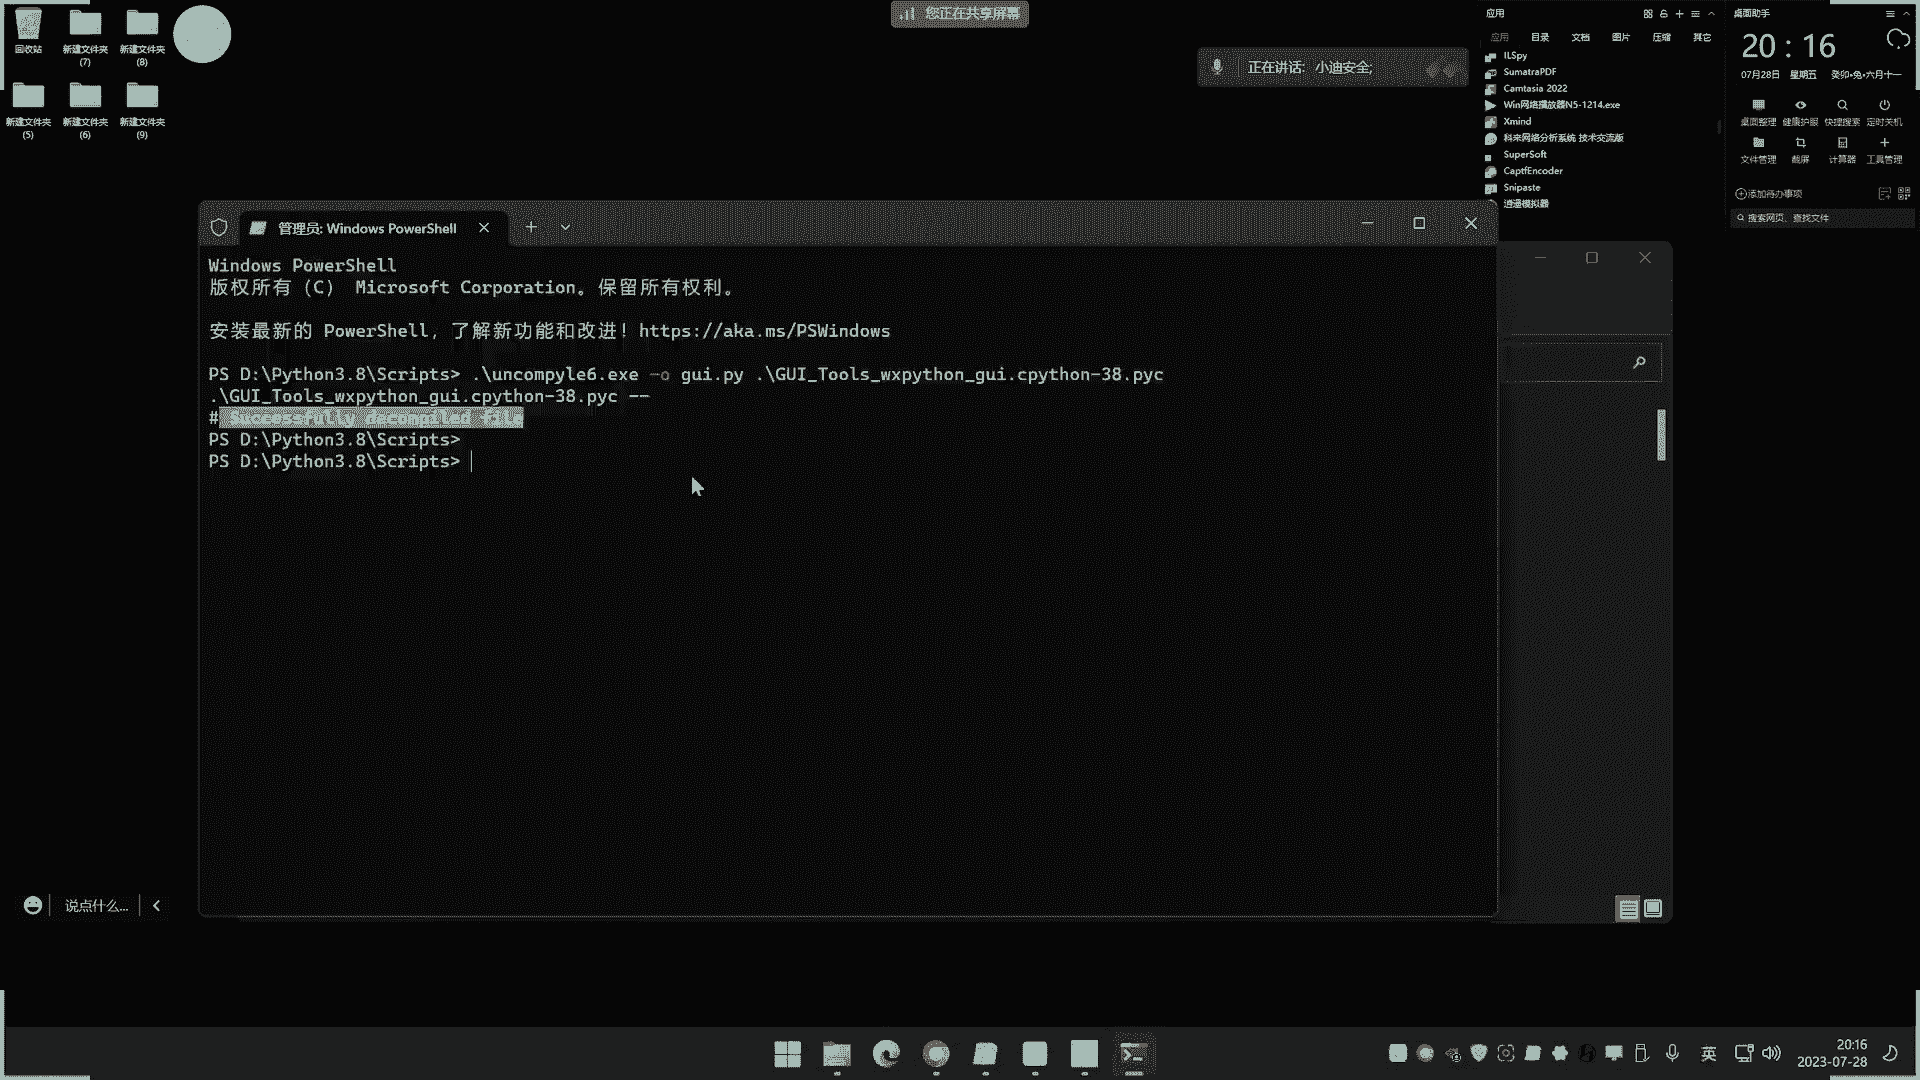 您正在共享屏幕
正在讲话: 小迪安全;
回收站
新建文件夹
(7)
新建文件夹
(8)
新建文件夹
(5)
新建文件夹
(6)
新建文件夹
(9)
应用
应用 目录 文档 图片 压缩 其它
ILSpy
SumatraPDF
Camtasia 2022
Win网络播放器N5-1214.exe
Xmind
科来网络分析系统 技术交流版
SuperSoft
CaptfEncoder
Snipaste
逍遥模拟器
桌面助手
20 : 16
07月28日 星期五 癸卯•兔•六月十一
桌面整理 健康护眼 快捷搜索 定时关机
文件管理 截屏 计算器 工具管理
添加待办事项
搜索网页、查找文件
管理员: Windows PowerShell
Windows PowerShell
版权所有 (C) Microsoft Corporation。保留所有权利。
安装最新的 PowerShell，了解新功能和改进！https://aka.ms/PSWindows
PS D:\Python3.8\Scripts> .\uncompyle6.exe -o gui.py .\GUI_Tools_wxpython_gui.cpython-38.pyc
.\GUI_Tools_wxpython_gui.cpython-38.pyc --
# Successfully decompiled file
PS D:\Python3.8\Scripts>
PS D:\Python3.8\Scripts>
说点什么...
英
20:16
2023-07-28